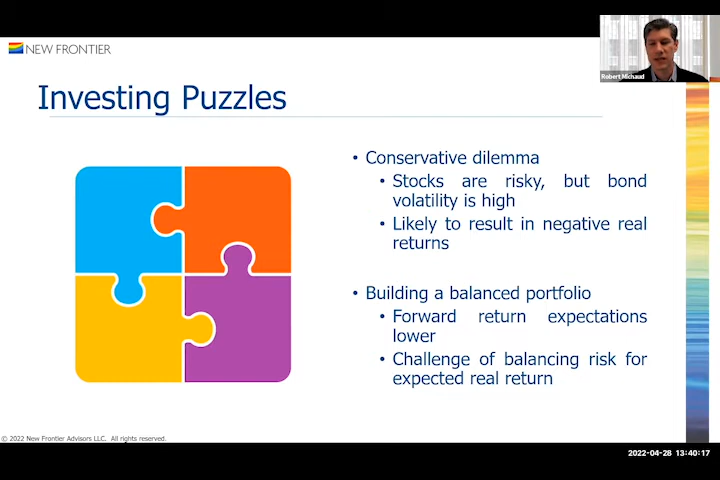 NEW FRONTIER
Robert Michaud
Investing Puzzles
• Conservative dilemma
• Stocks are risky, but bond
volatility is high
• Likely to result in negative real
returns
• Building a balanced portfolio
• Forward return expectations
lower
• Challenge of balancing risk for
expected real return
© 2022 New Frontier Advisors LLC. All rights reserved.
2022-04-28 13:40:17